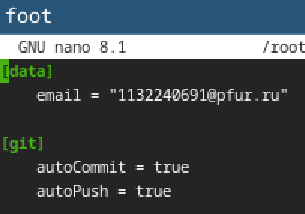 foot
GNU nano 8.1 /root
[data]
email = "1132240691@pfur.ru"
[git]
autoCommit = true
autoPush = true